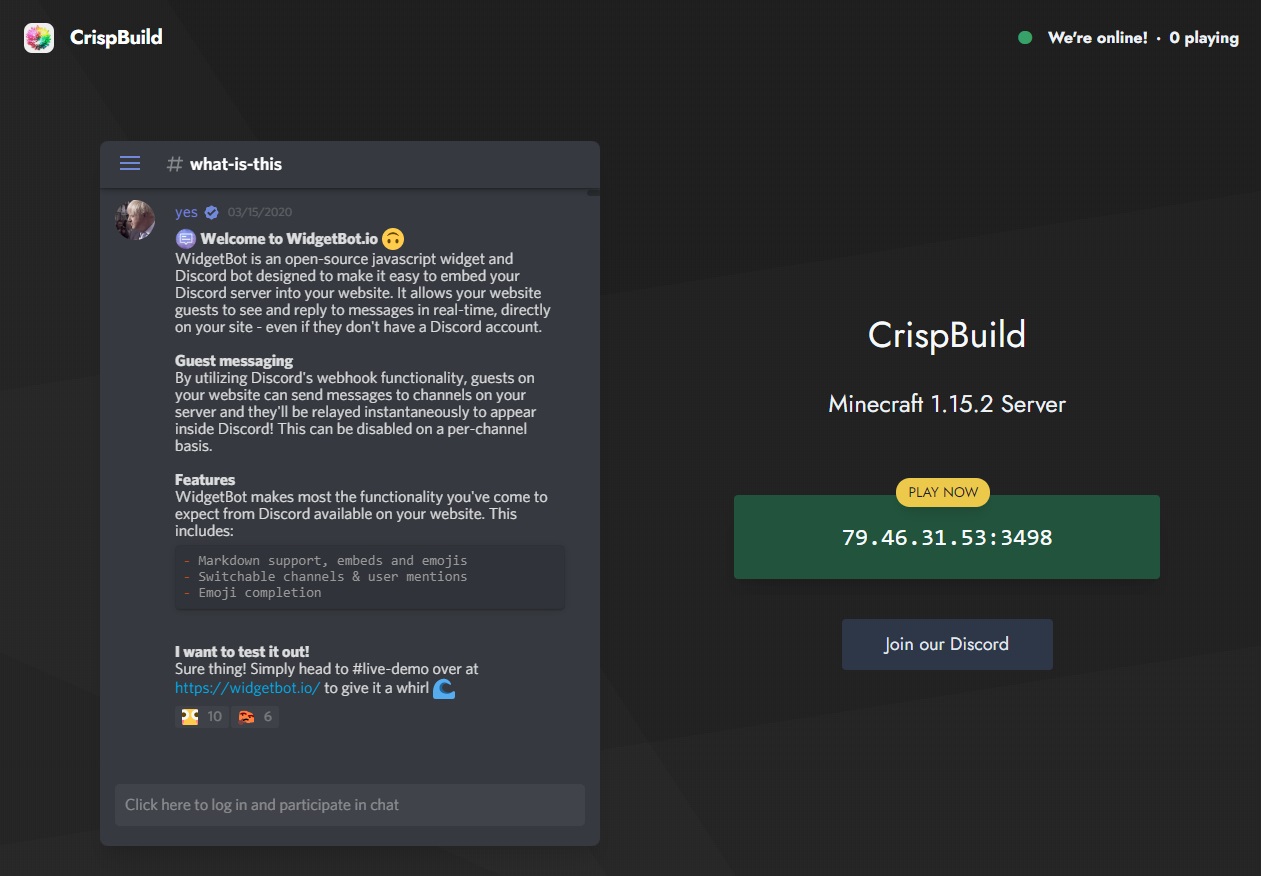 CrispBuild
We're online! · 0 playing
# what-is-this
yes 03/15/2020
Welcome to WidgetBot.io
WidgetBot is an open-source javascript widget and
Discord bot designed to make it easy to embed your
Discord server into your website. It allows your website
guests to see and reply to messages in real-time, directly
on your site - even if they don't have a Discord account.
Guest messaging
By utilizing Discord's webhook functionality, guests on
your website can send messages to channels on your
server and they'll be relayed instantaneously to appear
inside Discord! This can be disabled on a per-channel
basis.
Features
WidgetBot makes most the functionality you've come to
expect from Discord available on your website. This
includes:
- Markdown support, embeds and emojis
- Switchable channels & user mentions
- Emoji completion
I want to test it out!
Sure thing! Simply head to #live-demo over at
https://widgetbot.io/ to give it a whirl
10 6
Click here to log in and participate in chat
CrispBuild
Minecraft 1.15.2 Server
PLAY NOW
79.46.31.53:3498
Join our Discord